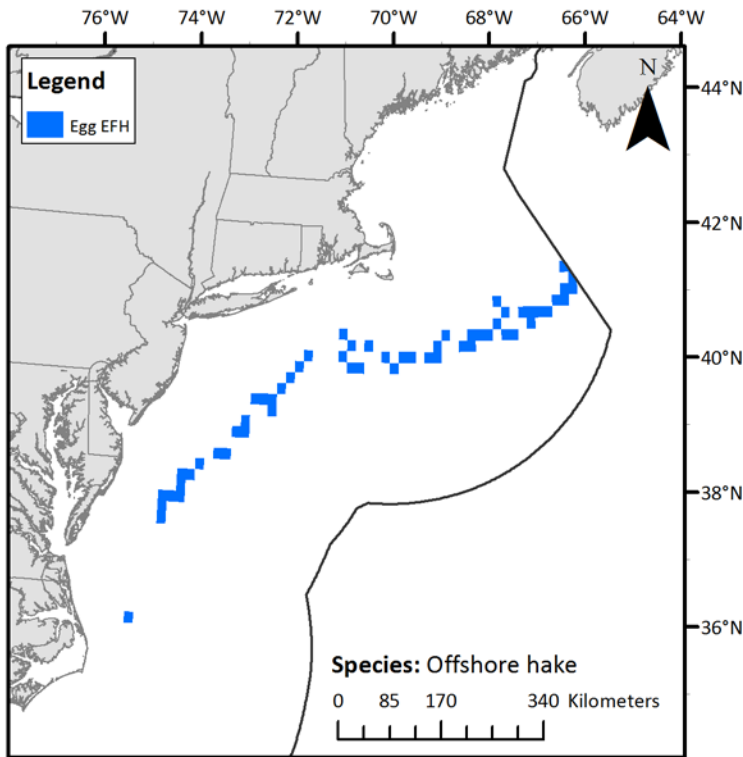 76°W 74°W 72°W 70°W 68°W 66°W 64°W
Legend
Egg EFH
N
44°N
42°N
40°N
38°N
36°N
Species: Offshore hake
0 85 170 340 Kilometers